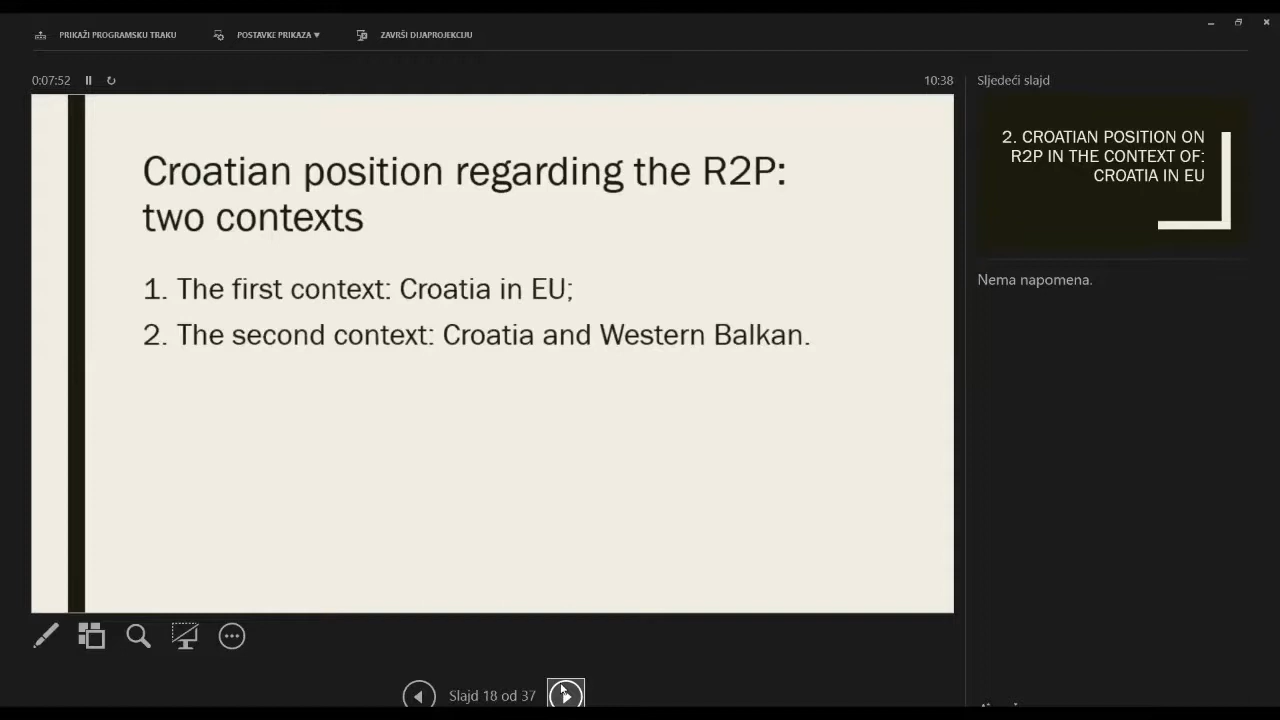 PRIKAŽI PROGRAMSKU TRAKU
POSTAVKE PRIKAZA ▼
ZAVRŠI DIJAPROJEKCIJU
0:07:52
10:38
Croatian position regarding the R2P:
two contexts
1. The first context: Croatia in EU;
2. The second context: Croatia and Western Balkan.
Slajd 18 od 37
Sljedeći slajd
2. CROATIAN POSITION ON
R2P IN THE CONTEXT OF:
CROATIA IN EU
Nema napomena.